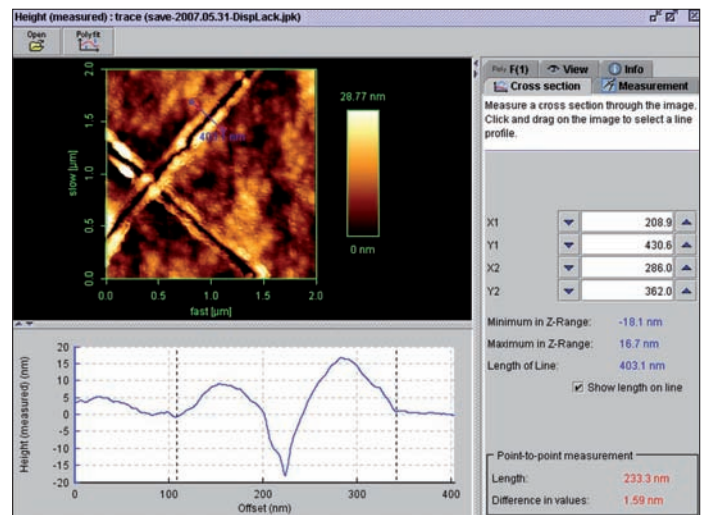 Height (measured) : trace (save-2007.05.31-DispLack.jpk)
Open
Polyfit
2.0
1.5
1.0
0.5
0.0
slow [µm]
0.0 0.5 1.0 1.5 2.0
fast [µm]
28.77 nm
0 nm
F(1) View Info
Cross section Measurement
Measure a cross section through the image.
Click and drag on the image to select a line
profile.
X1 208.9
Y1 430.6
X2 286.0
Y2 362.0
Minimum in Z-Range: -18.1 nm
Maximum in Z-Range: 16.7 nm
Length of Line: 403.1 nm
Show length on line
Point-to-point measurement
Length: 233.3 nm
Difference in values: 1.59 nm
Height (measured) (nm)
20
15
10
5
0
-5
-10
-15
-20
0 100 200 300 400
Offset (nm)